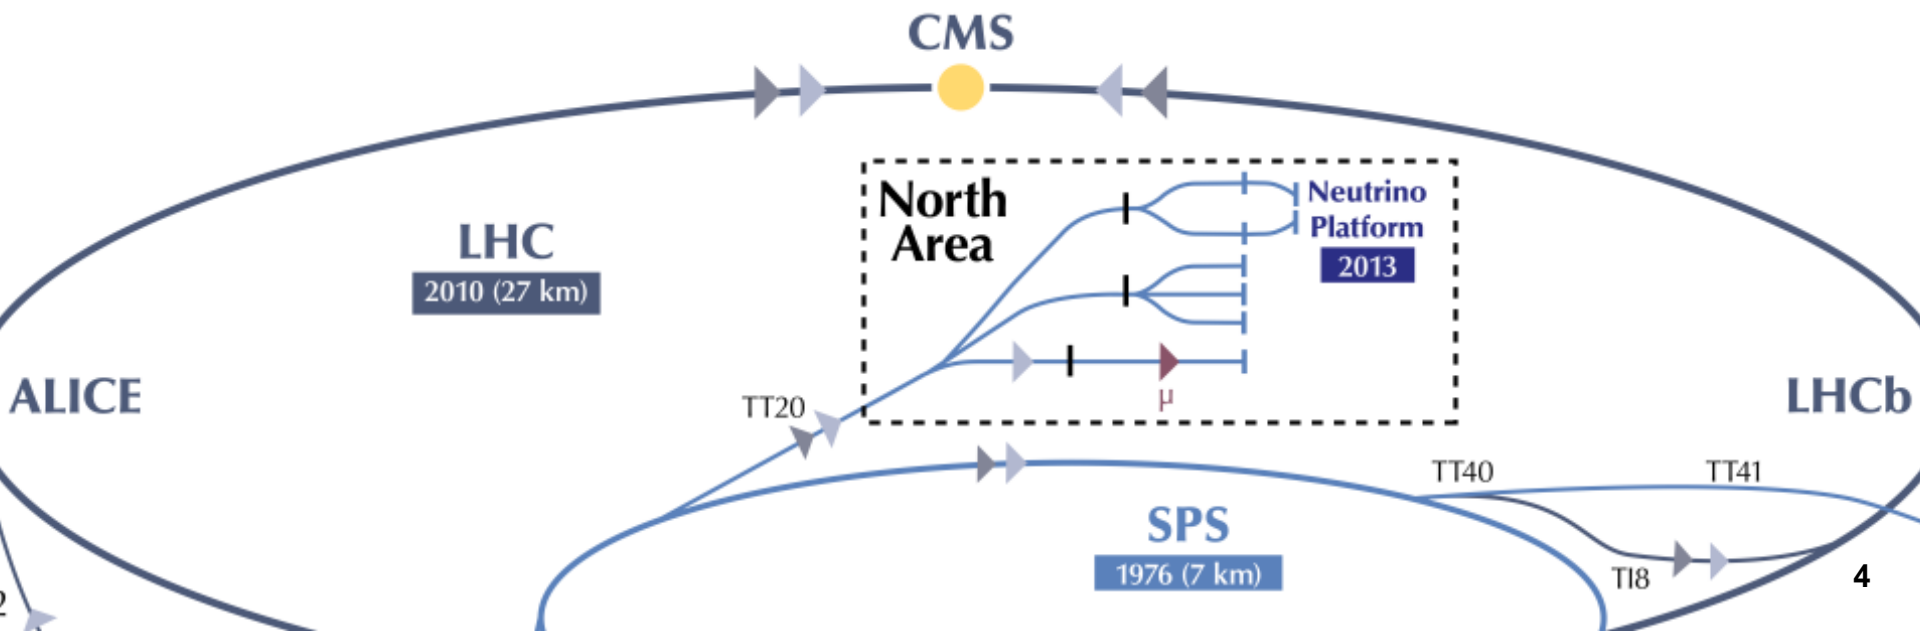 CMS
North
Area
Neutrino
Platform
2013
LHC
2010 (27 km)
μ
ALICE
LHCb
TT20
TT40
TT41
SPS
1976 (7 km)
TI8
4
2